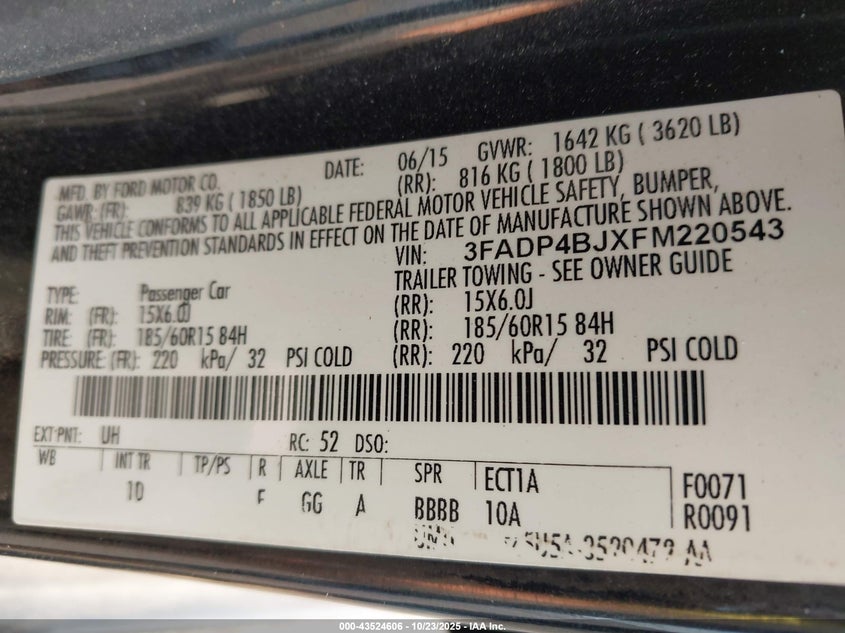 MFD. BY FORD MOTOR CO. DATE: 06/15 GVWR: 1642 KG ( 3620 LB)
GAWR: (FR): 839 KG ( 1850 LB) (RR): 816 KG ( 1800 LB)
THIS VEHICLE CONFORMS TO ALL APPLICABLE FEDERAL MOTOR VEHICLE SAFETY, BUMPER,
AND THEFT PREVENTION STANDARDS IN EFFECT ON THE DATE OF MANUFACTURE SHOWN ABOVE.
VIN: 3FADP4BJXFM220543
TRAILER TOWING - SEE OWNER GUIDE
TYPE: Passenger Car
RIM: (FR): 15X6.0J (RR): 15X6.0J
TIRE: (FR): 185/60R15 84H (RR): 185/60R15 84H
PRESSURE: (FR): 220 kPa/ 32 PSI COLD (RR): 220 kPa/ 32 PSI COLD
EXT PNT: UH RC: 52 DSO:
WB INT TR TP/PS R AXLE TR SPR ECT1A F0071
10 F GG A BBBB 10A R0091
000-43524606 - 10/23/2025 - IAA Inc.